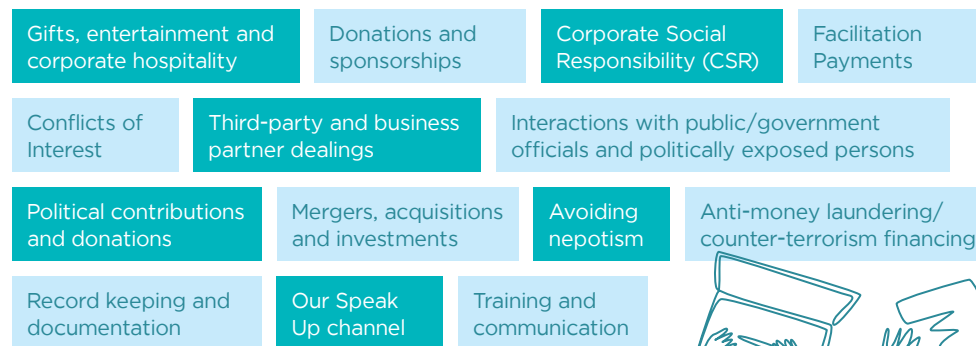 Gifts, entertainment and
corporate hospitality
Donations and
sponsorships
Corporate Social
Responsibility (CSR)
Facilitation
Payments
Conflicts of
Interest
Third-party and business
partner dealings
Interactions with public/government
officials and politically exposed persons
Political contributions
and donations
Mergers, acquisitions
and investments
Avoiding
nepotism
Anti-money laundering/
counter-terrorism financing
Record keeping and
documentation
Our Speak
Up channel
Training and
communication